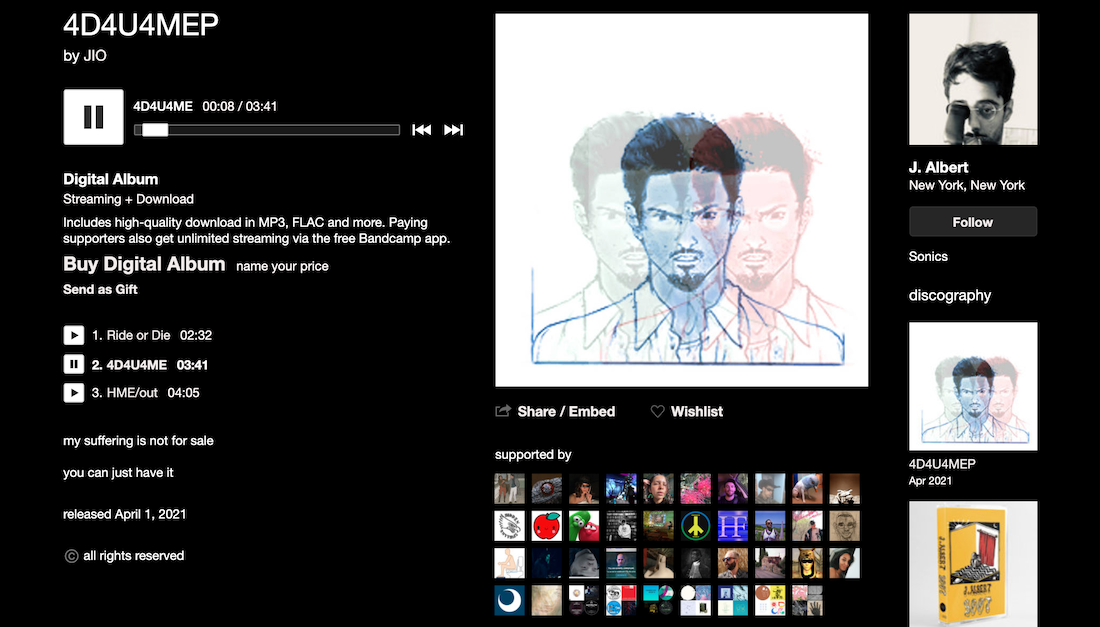 4D4U4MEP
by JIO
4D4U4ME 00:08 / 03:41
Digital Album
Streaming + Download
Includes high-quality download in MP3, FLAC and more. Paying
supporters also get unlimited streaming via the free Bandcamp app.
Buy Digital Album name your price
Send as Gift
1. Ride or Die 02:32
2. 4D4U4ME 03:41
3. HME/out 04:05
my suffering is not for sale
you can just have it
released April 1, 2021
© all rights reserved
Share / Embed
Wishlist
supported by
J. Albert
New York, New York
Follow
Sonics
discography
4D4U4MEP
Apr 2021
J.ALBERT
J.ALBERT